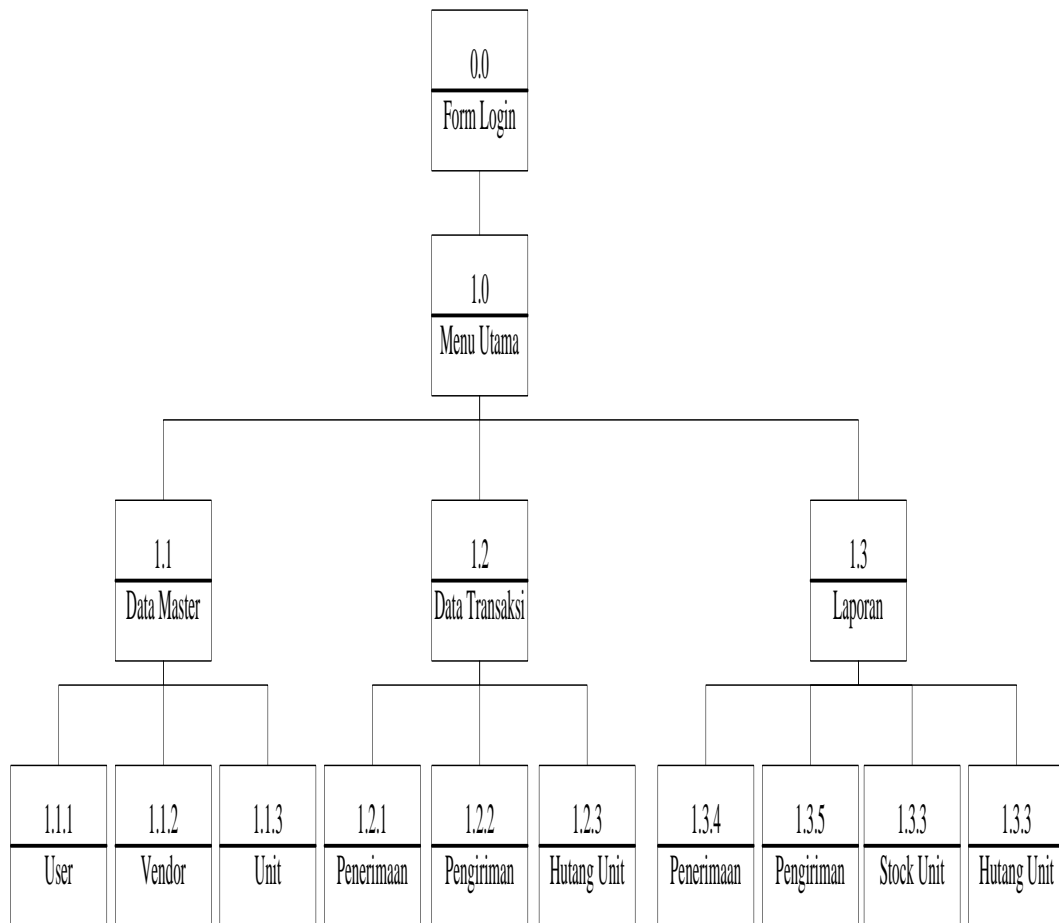 0.0
Form Login
1.0
Menu Utama
1.1
Data Master
1.2
Data Transaksi
1.3
Laporan
1.1.1
User
1.1.2
Vendor
1.1.3
Unit
1.2.1
Penerimaan
1.2.2
Pengiriman
1.2.3
Hutang Unit
1.3.4
Penerimaan
1.3.5
Pengiriman
1.3.3
Stock Unit
1.3.3
Hutang Unit